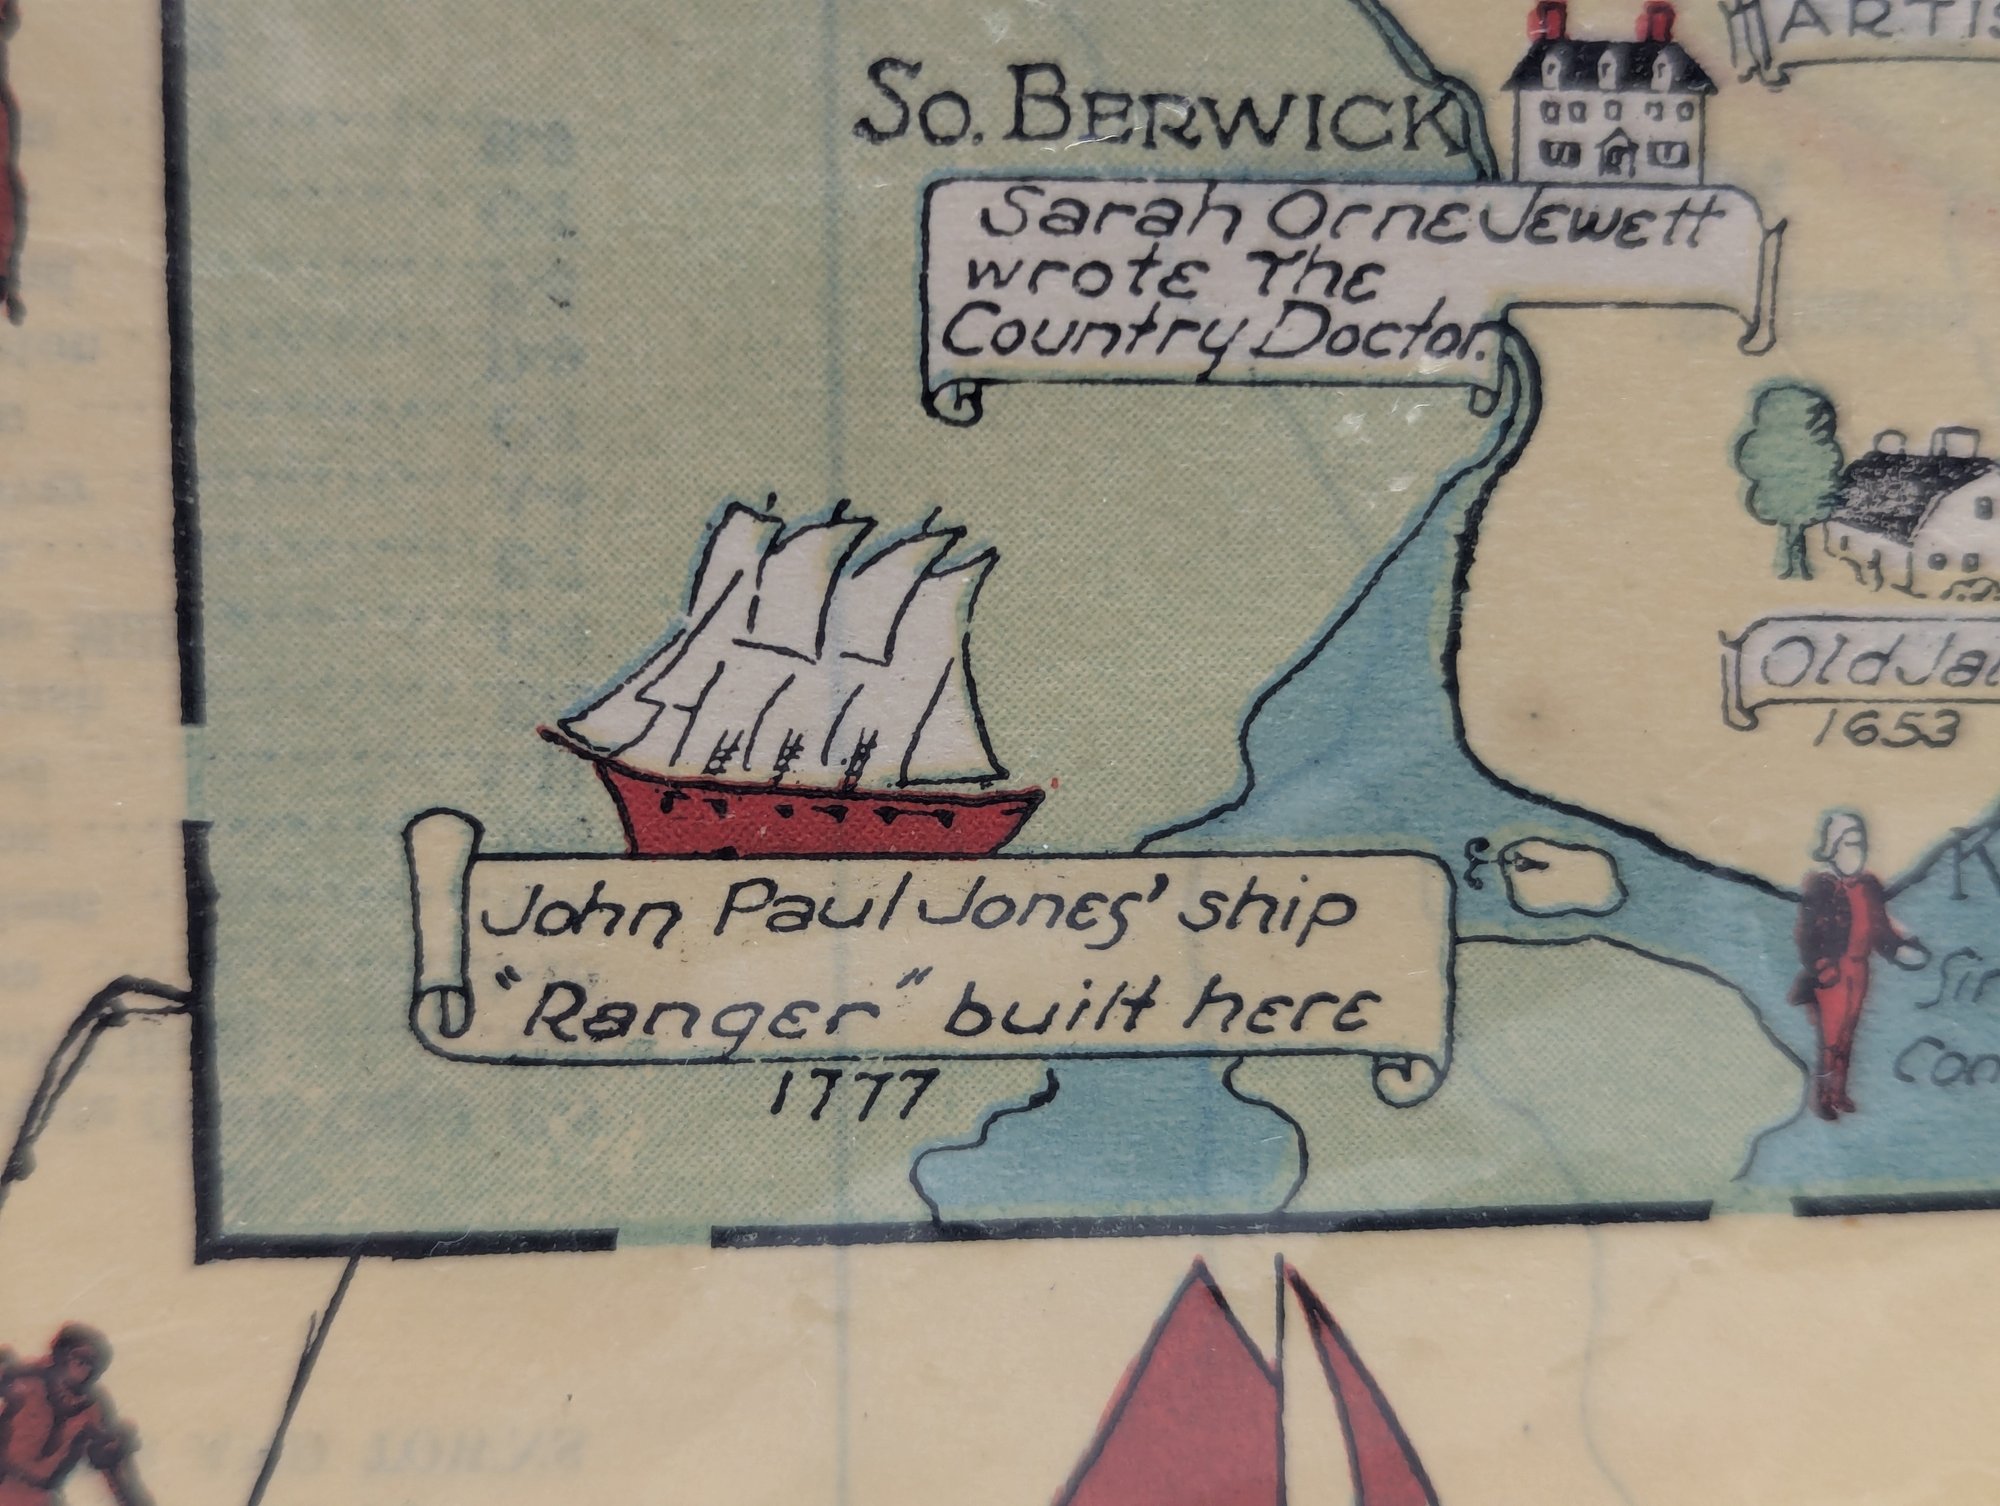 ARTIS
So. BERWICK
Sarah Orne Jewett
wrote The
Country Doctor.
Old Jai
1653
John Paul Jones' ship
"Ranger" built here
1777
K
Sir
Con